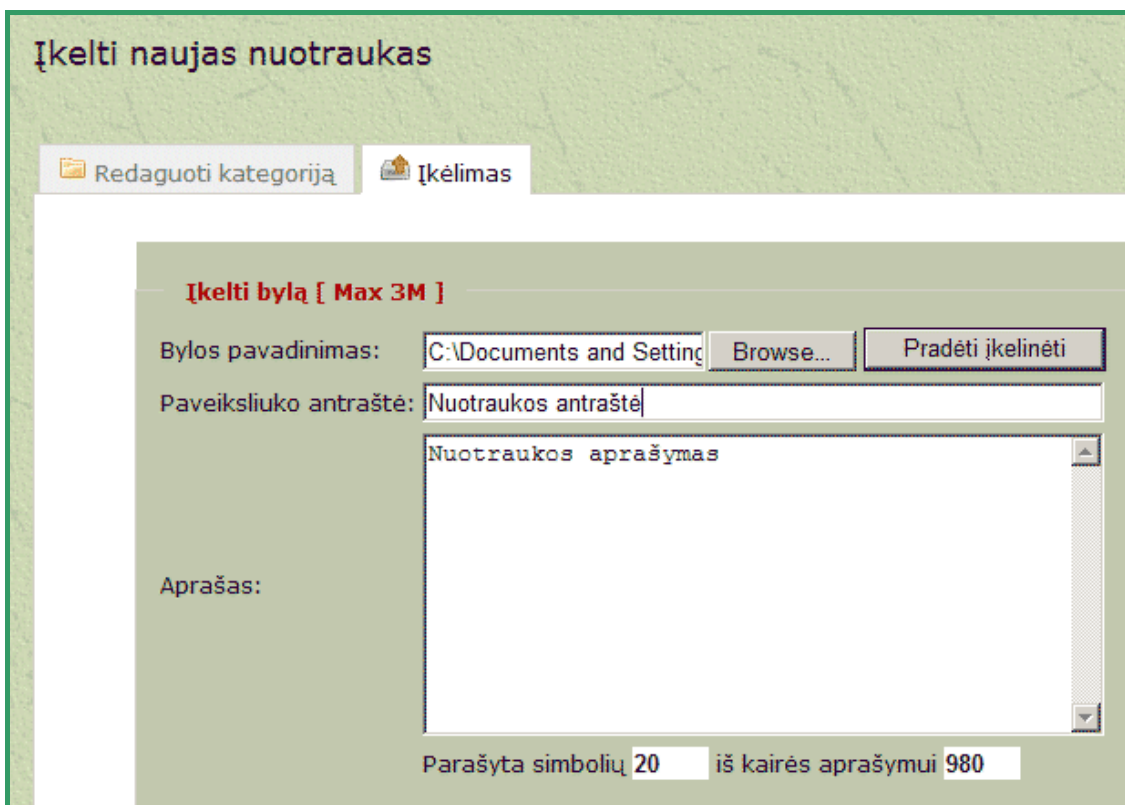 Įkelti naujas nuotraukas
Redaguoti kategoriją Įkėlimas
Įkelti bylą [ Max 3M ]
Bylos pavadinimas: C:\Documents and Setting Browse... Pradėti įkelinėti
Paveiksliuko antraštė: Nuotraukos antraštė
Nuotraukos aprašymas
Aprašas:
Parašyta simbolių 20 iš kairės aprašymui 980